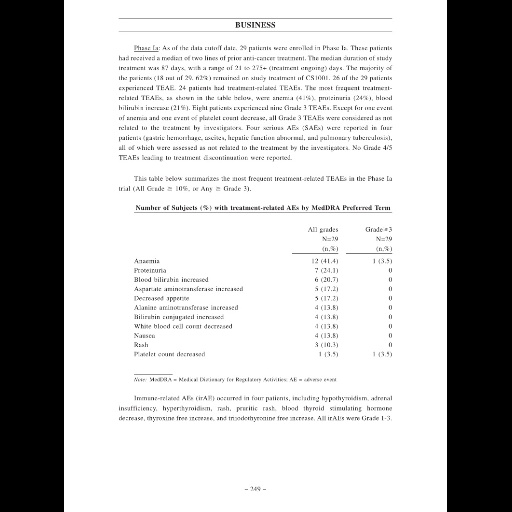 BUSINESS
Phase Ia: As of the data cutoff date, 29 patients were enrolled in Phase Ia. These patients
had received a median of two lines of prior anti-cancer treatment. The median duration of study
treatment was 87 days, with a range of 21 to 275+ (treatment ongoing) days. The majority of
the patients (18 out of 29, 62%) remained on study treatment of CS1001. 26 of the 29 patients
experienced TEAE. 24 patients had treatment-related TEAEs. The most frequent treatment-
related TEAEs, as shown in the table below, were anemia (41%), proteinuria (24%), blood
bilirubin increase (21%). Eight patients experienced nine Grade 3 TEAEs. Except for one event
of anemia and one event of platelet count decrease, all Grade 3 TEAEs were considered as not
related to the treatment by investigators. Four serious AEs (SAEs) were reported in four
patients (gastric hemorrhage, ascites, hepatic function abnormal, and pulmonary tuberculosis),
all of which were assessed as not related to the treatment by the investigators. No Grade 4/5
TEAEs leading to treatment discontinuation were reported.
This table below summarizes the most frequent treatment-related TEAEs in the Phase Ia
trial (All Grade ≥ 10%, or Any ≥ Grade 3).
Number of Subjects (%) with treatment-related AEs by MedDRA Preferred Term
All grades Grade≥3
N=29 N=29
(n,%) (n,%)
Anaemia 12 (41.4) 1 (3.5)
Proteinuria 7 (24.1) 0
Blood bilirubin increased 6 (20.7) 0
Aspartate aminotransferase increased 5 (17.2) 0
Decreased appetite 5 (17.2) 0
Alanine aminotransferase increased 4 (13.8) 0
Bilirubin conjugated increased 4 (13.8) 0
White blood cell count decreased 4 (13.8) 0
Nausea 4 (13.8) 0
Rash 3 (10.3) 0
Platelet count decreased 1 (3.5) 1 (3.5)
Note: MedDRA = Medical Dictionary for Regulatory Activities; AE = adverse event
Immune-related AEs (irAE) occurred in four patients, including hypothyroidism, adrenal
insufficiency, hyperthyroidism, rash, pruritic rash, blood thyroid stimulating hormone
decrease, thyroxine free increase, and triiodothyronine free increase. All irAEs were Grade 1-3.
– 249 –